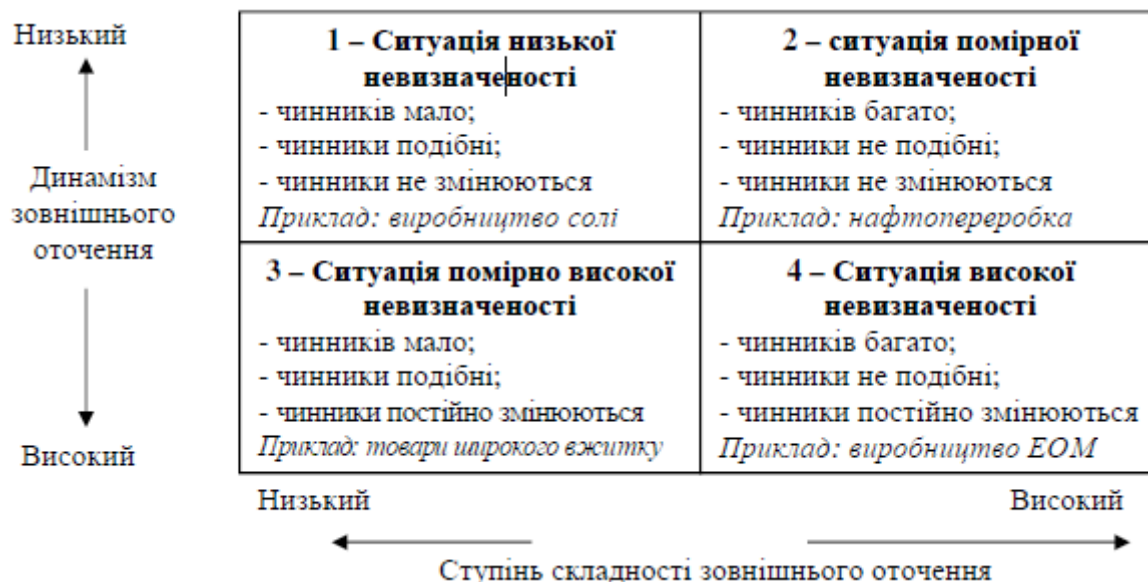 Низький
Динамізм
зовнішнього
оточення
Високий
1 – Ситуація низької
невизначеності
- чинників мало;
- чинники подібні;
- чинники не змінюються
Приклад: виробництво солі
2 – ситуація помірної
невизначеності
- чинників багато;
- чинники не подібні;
- чинники не змінюються
Приклад: нафтопереробка
3 – Ситуація помірно високої
невизначеності
- чинників мало;
- чинники подібні;
- чинники постійно змінюються
Приклад: товари широкого вжитку
4 – Ситуація високої
невизначеності
- чинників багато;
- чинники не подібні;
- чинники постійно змінюються
Приклад: виробництво ЕОМ
Низький
Високий
Ступінь складності зовнішнього оточення